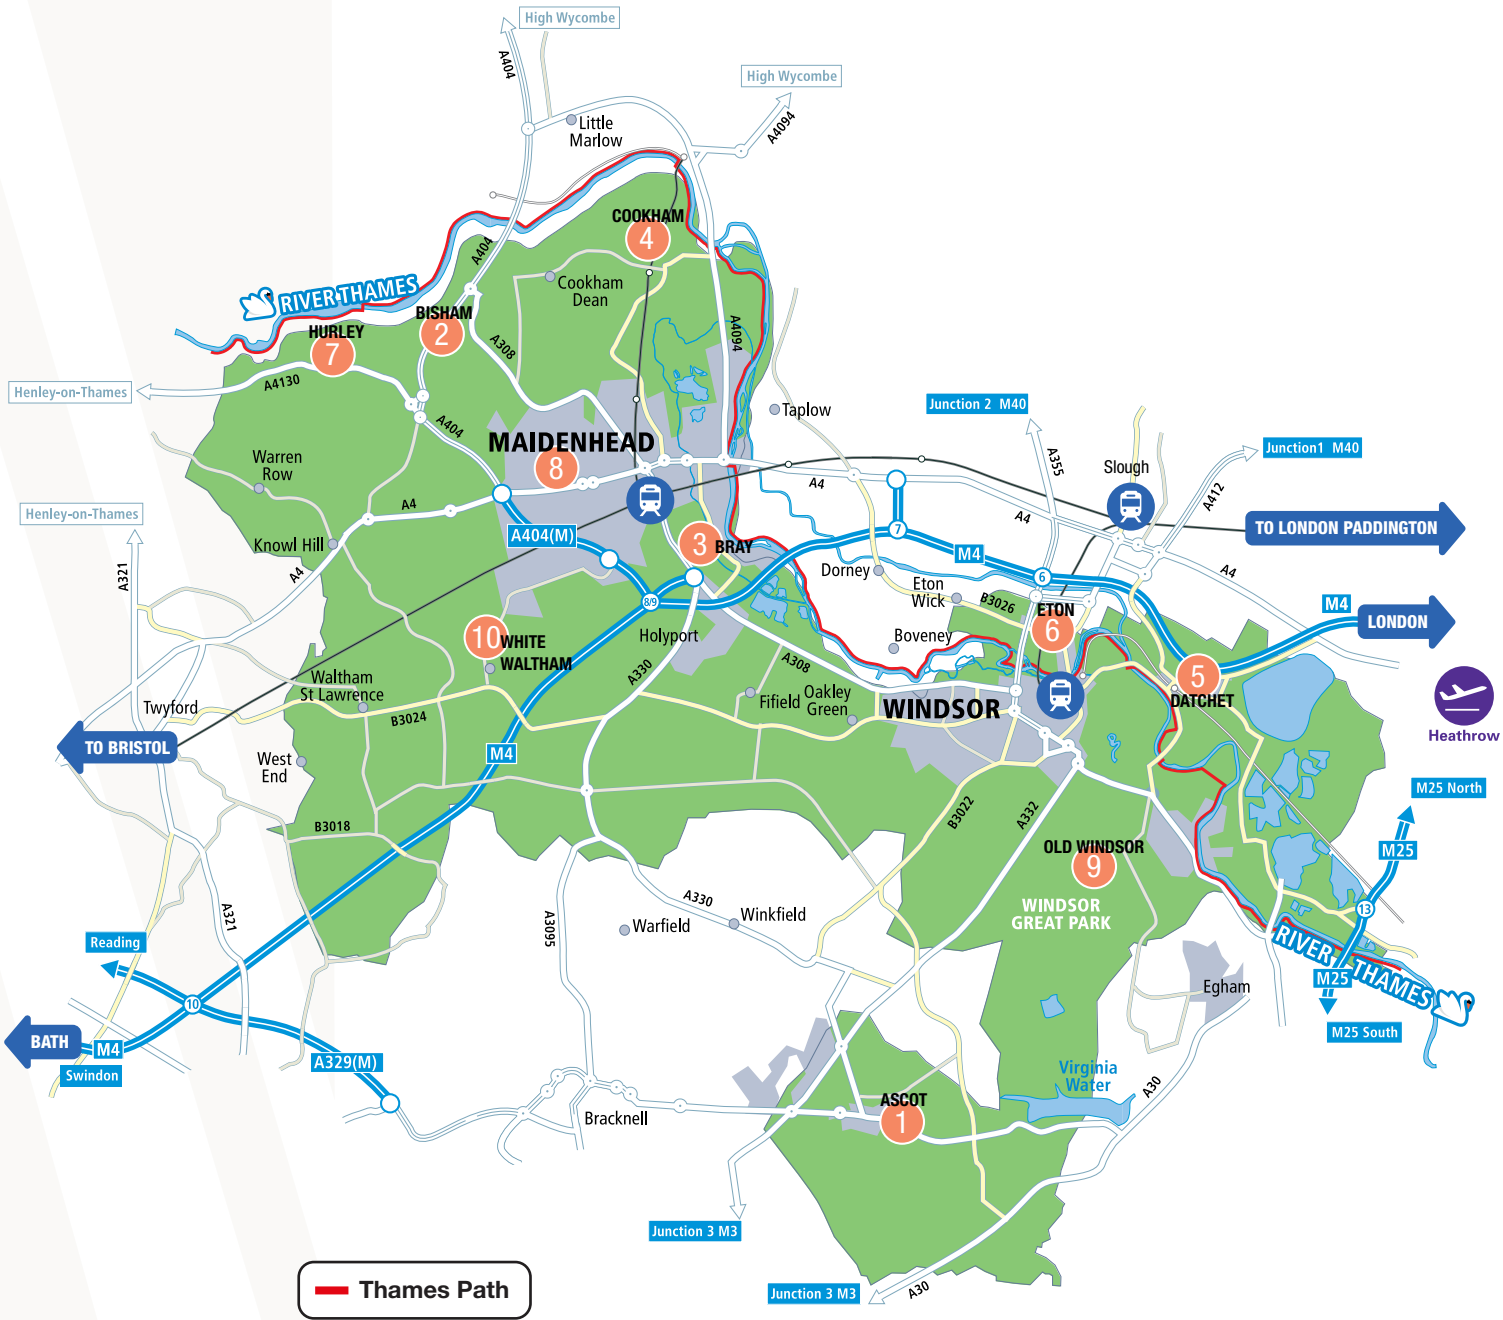 High Wycombe
High Wycombe
A404
A4094
Little
Marlow
COOKHAM
4
A404
Cookham
Dean
RIVER THAMES
BISHAM
2
HURLEY
7
A308
A4094
A4130
Henley-on-Thames
A404
Taplow
Junction 2 M40
Junction1 M40
MAIDENHEAD
8
Warren
Row
A355
Slough
A412
A4
A4
A4
Henley-on-Thames
A404(M)
TO LONDON PADDINGTON
Knowl Hill
3
BRAY
7
M4
A4
A321
A4
Dorney
Eton
Wick
6
B3026
8/9
ETON
6
M4
LONDON
10
WHITE
WALTHAM
Holyport
Boveney
A308
A330
Waltham
St Lawrence
Twyford
B3024
Fifield
Oakley
Green
WINDSOR
5
DATCHET
Heathrow
TO BRISTOL
West
End
M4
M25 North
B3018
B3022
A332
OLD WINDSOR
9
M25
WINDSOR
GREAT PARK
A330
Winkfield
Warfield
A3095
A321
13
Reading
RIVER THAMES
M25
Egham
10
BATH
M4
Swindon
A329(M)
M25 South
Virginia
Water
A30
Bracknell
ASCOT
1
Junction 3 M3
Junction 3 M3
A30
Thames Path